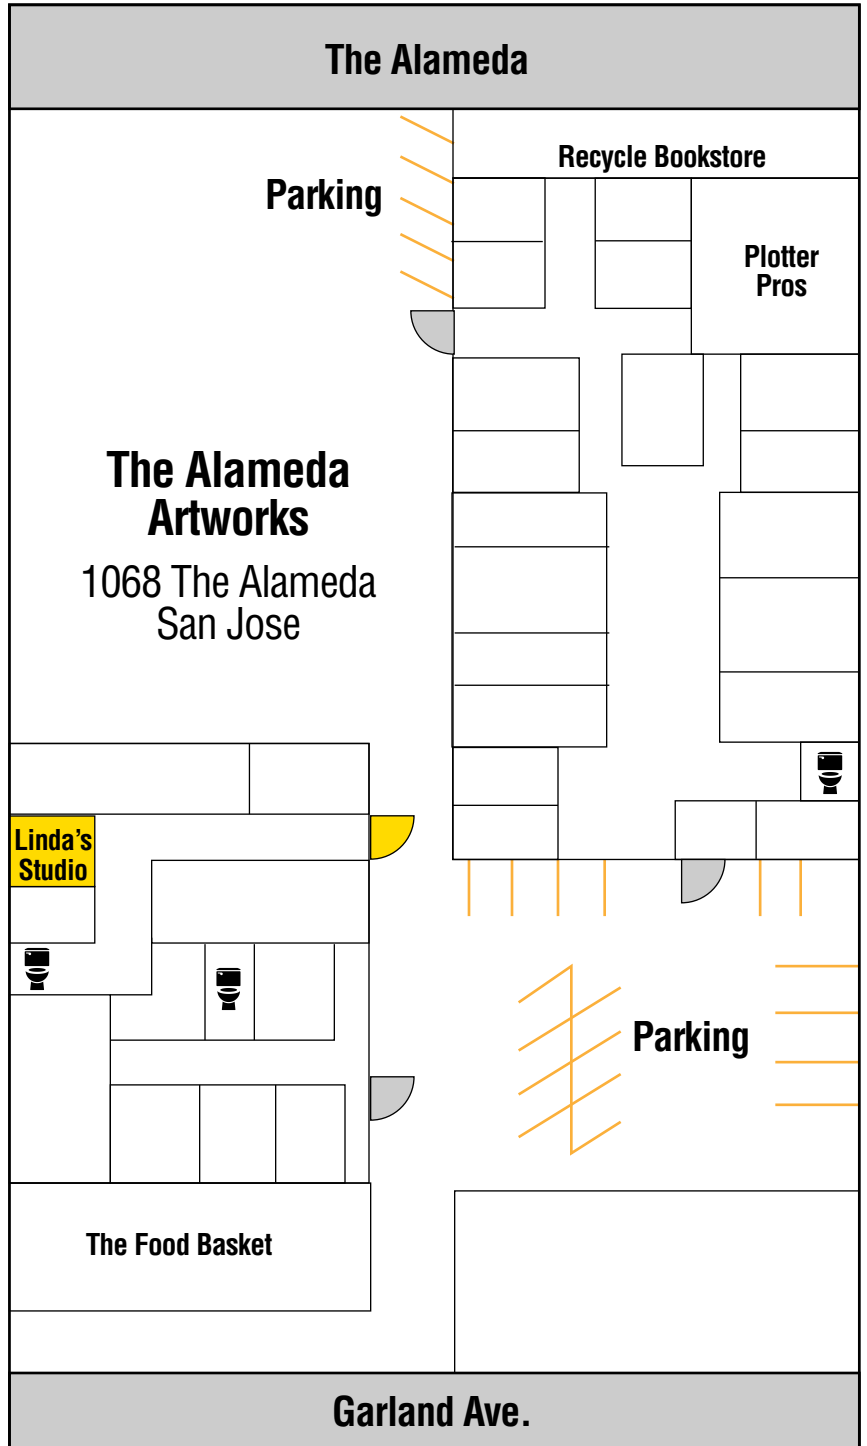 The Alameda
Recycle Bookstore
Parking
Plotter
Pros
The Alameda
Artworks
1068 The Alameda
San Jose
Linda's
Studio
Parking
The Food Basket
Garland Ave.